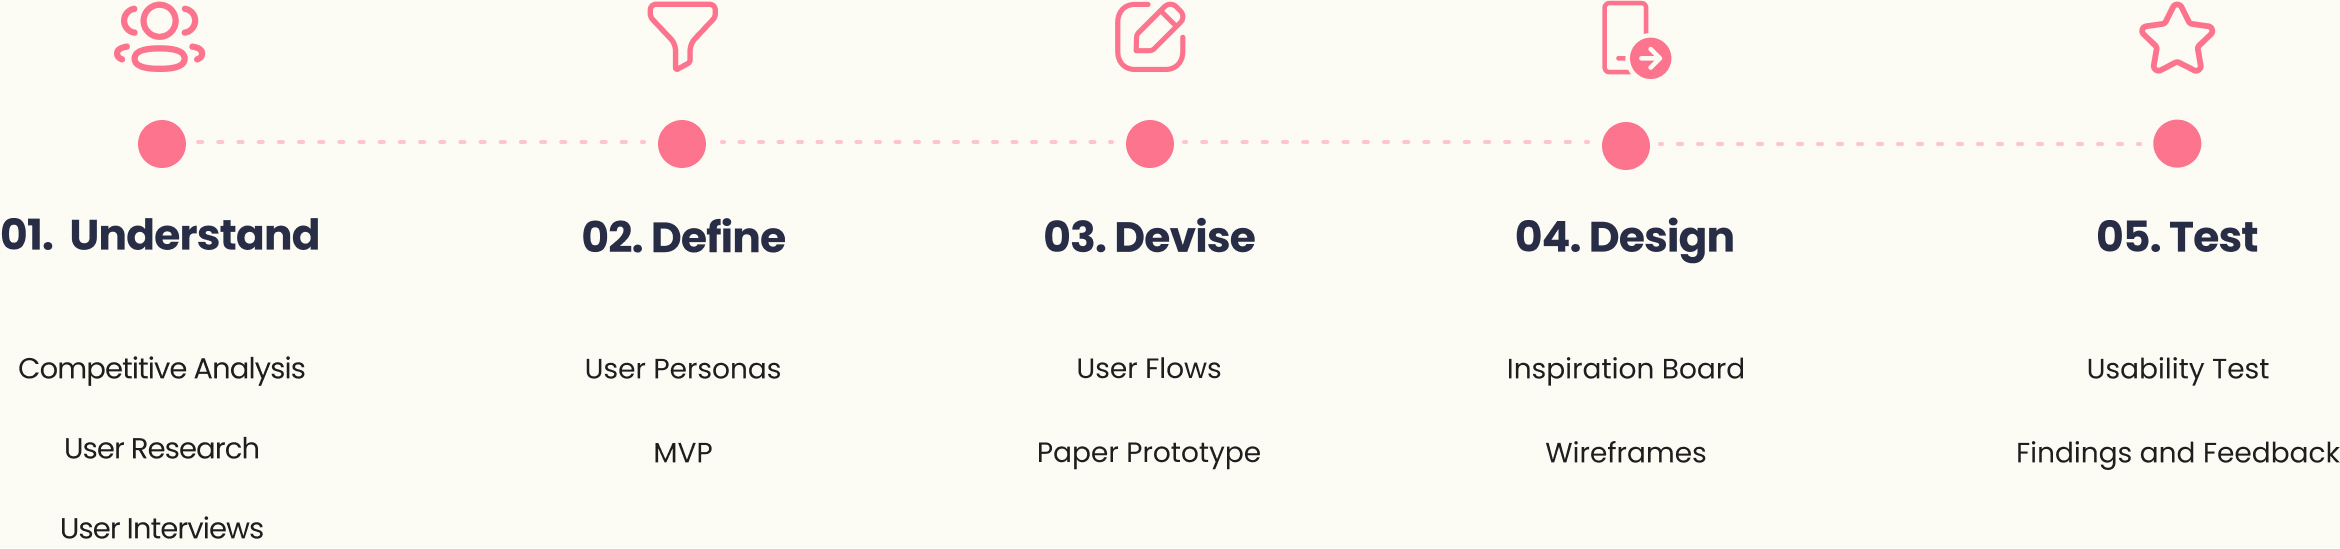 01. Understand
Competitive Analysis
User Research
User Interviews
02. Define
User Personas
MVP
03. Devise
User Flows
Paper Prototype
04. Design
Inspiration Board
Wireframes
05. Test
Usability Test
Findings and Feedback